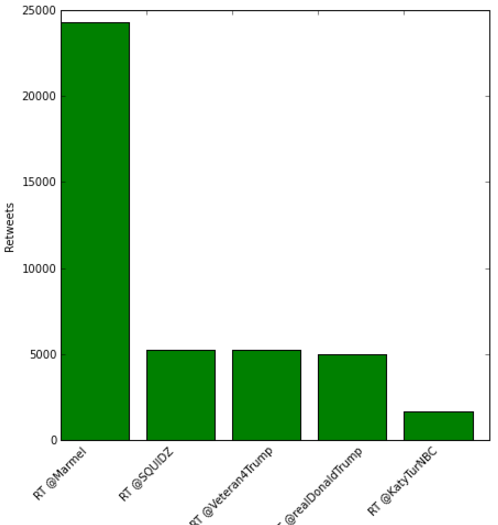 25000
20000
15000
10000
5000
0
Retweets
RT @Marmel
RT @SQUIDZ
RT @Veteran4Trump
@realDonaldTrump
RT @KatyTurNBC